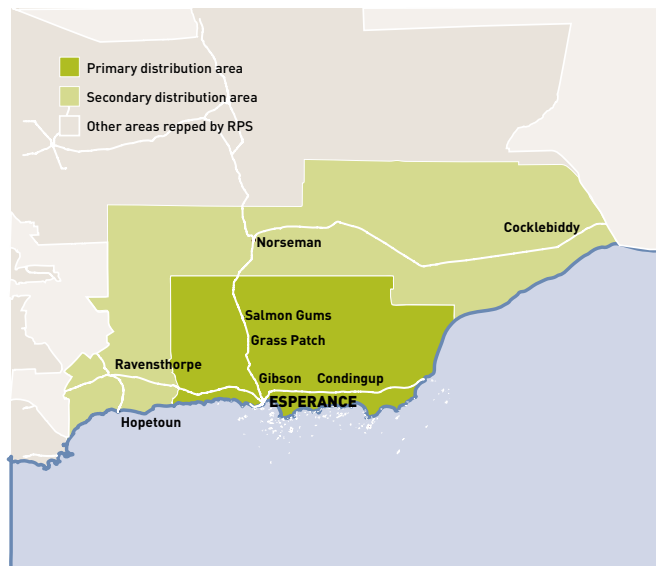 Primary distribution area
Secondary distribution area
Other areas repped by RPS
Cocklebiddy
Norseman
Salmon Gums
Grass Patch
Ravensthorpe
Gibson
Condingup
ESPERANCE
Hopetoun